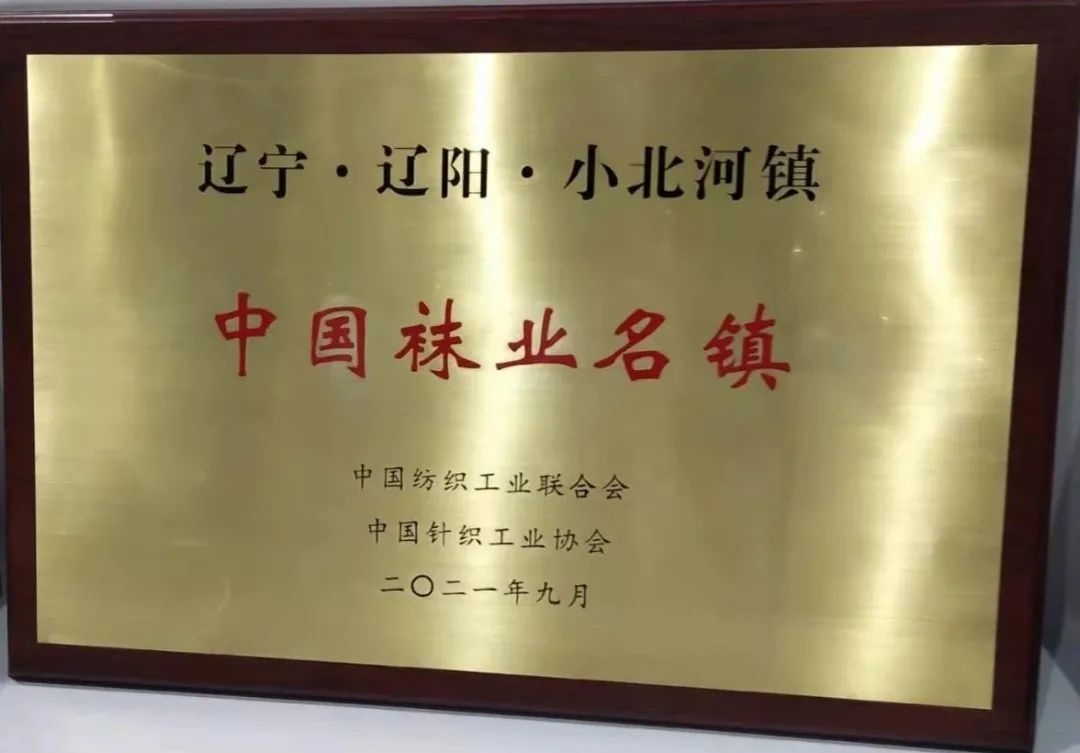 辽宁·辽阳·小北河镇
中国袜业名镇
中国纺织工业联合会
中国针织工业协会
二〇二一年九月